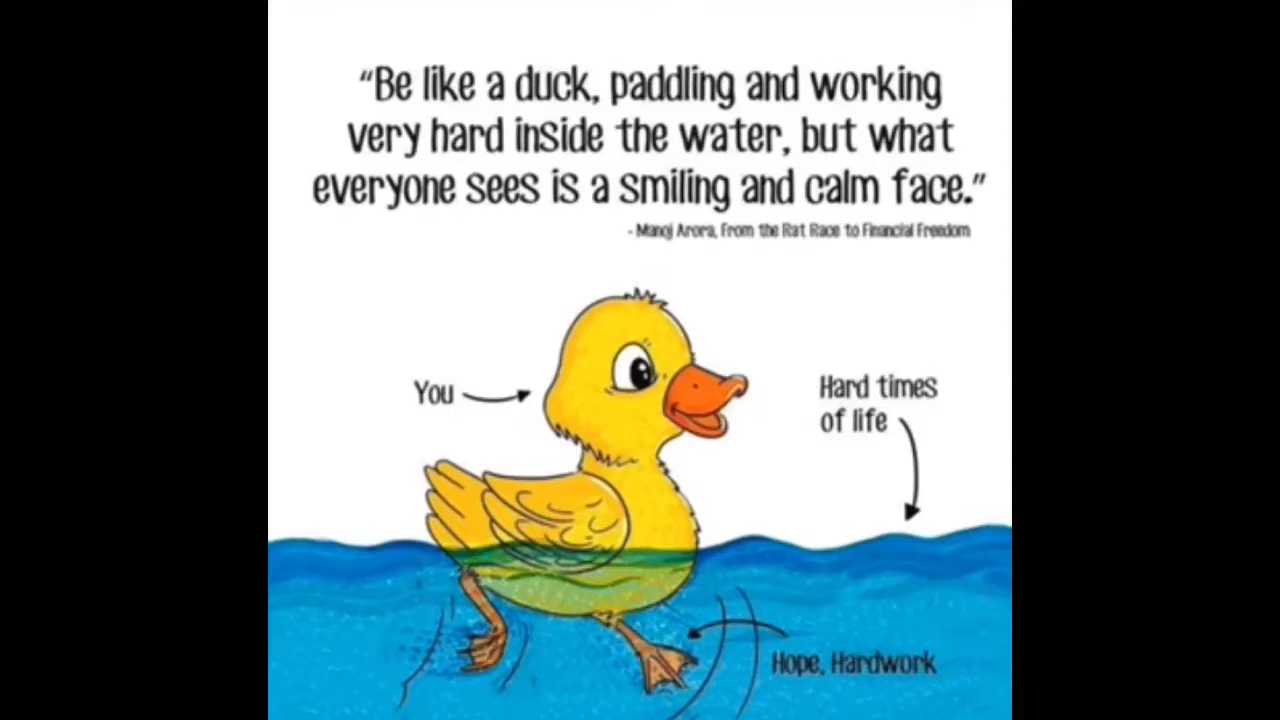 “Be like a duck, paddling and working
very hard inside the water, but what
everyone sees is a smiling and calm face.”
- Manoj Arora, From the Rat Race to Financial Freedom
You
Hard times
of life
Hope, Hardwork